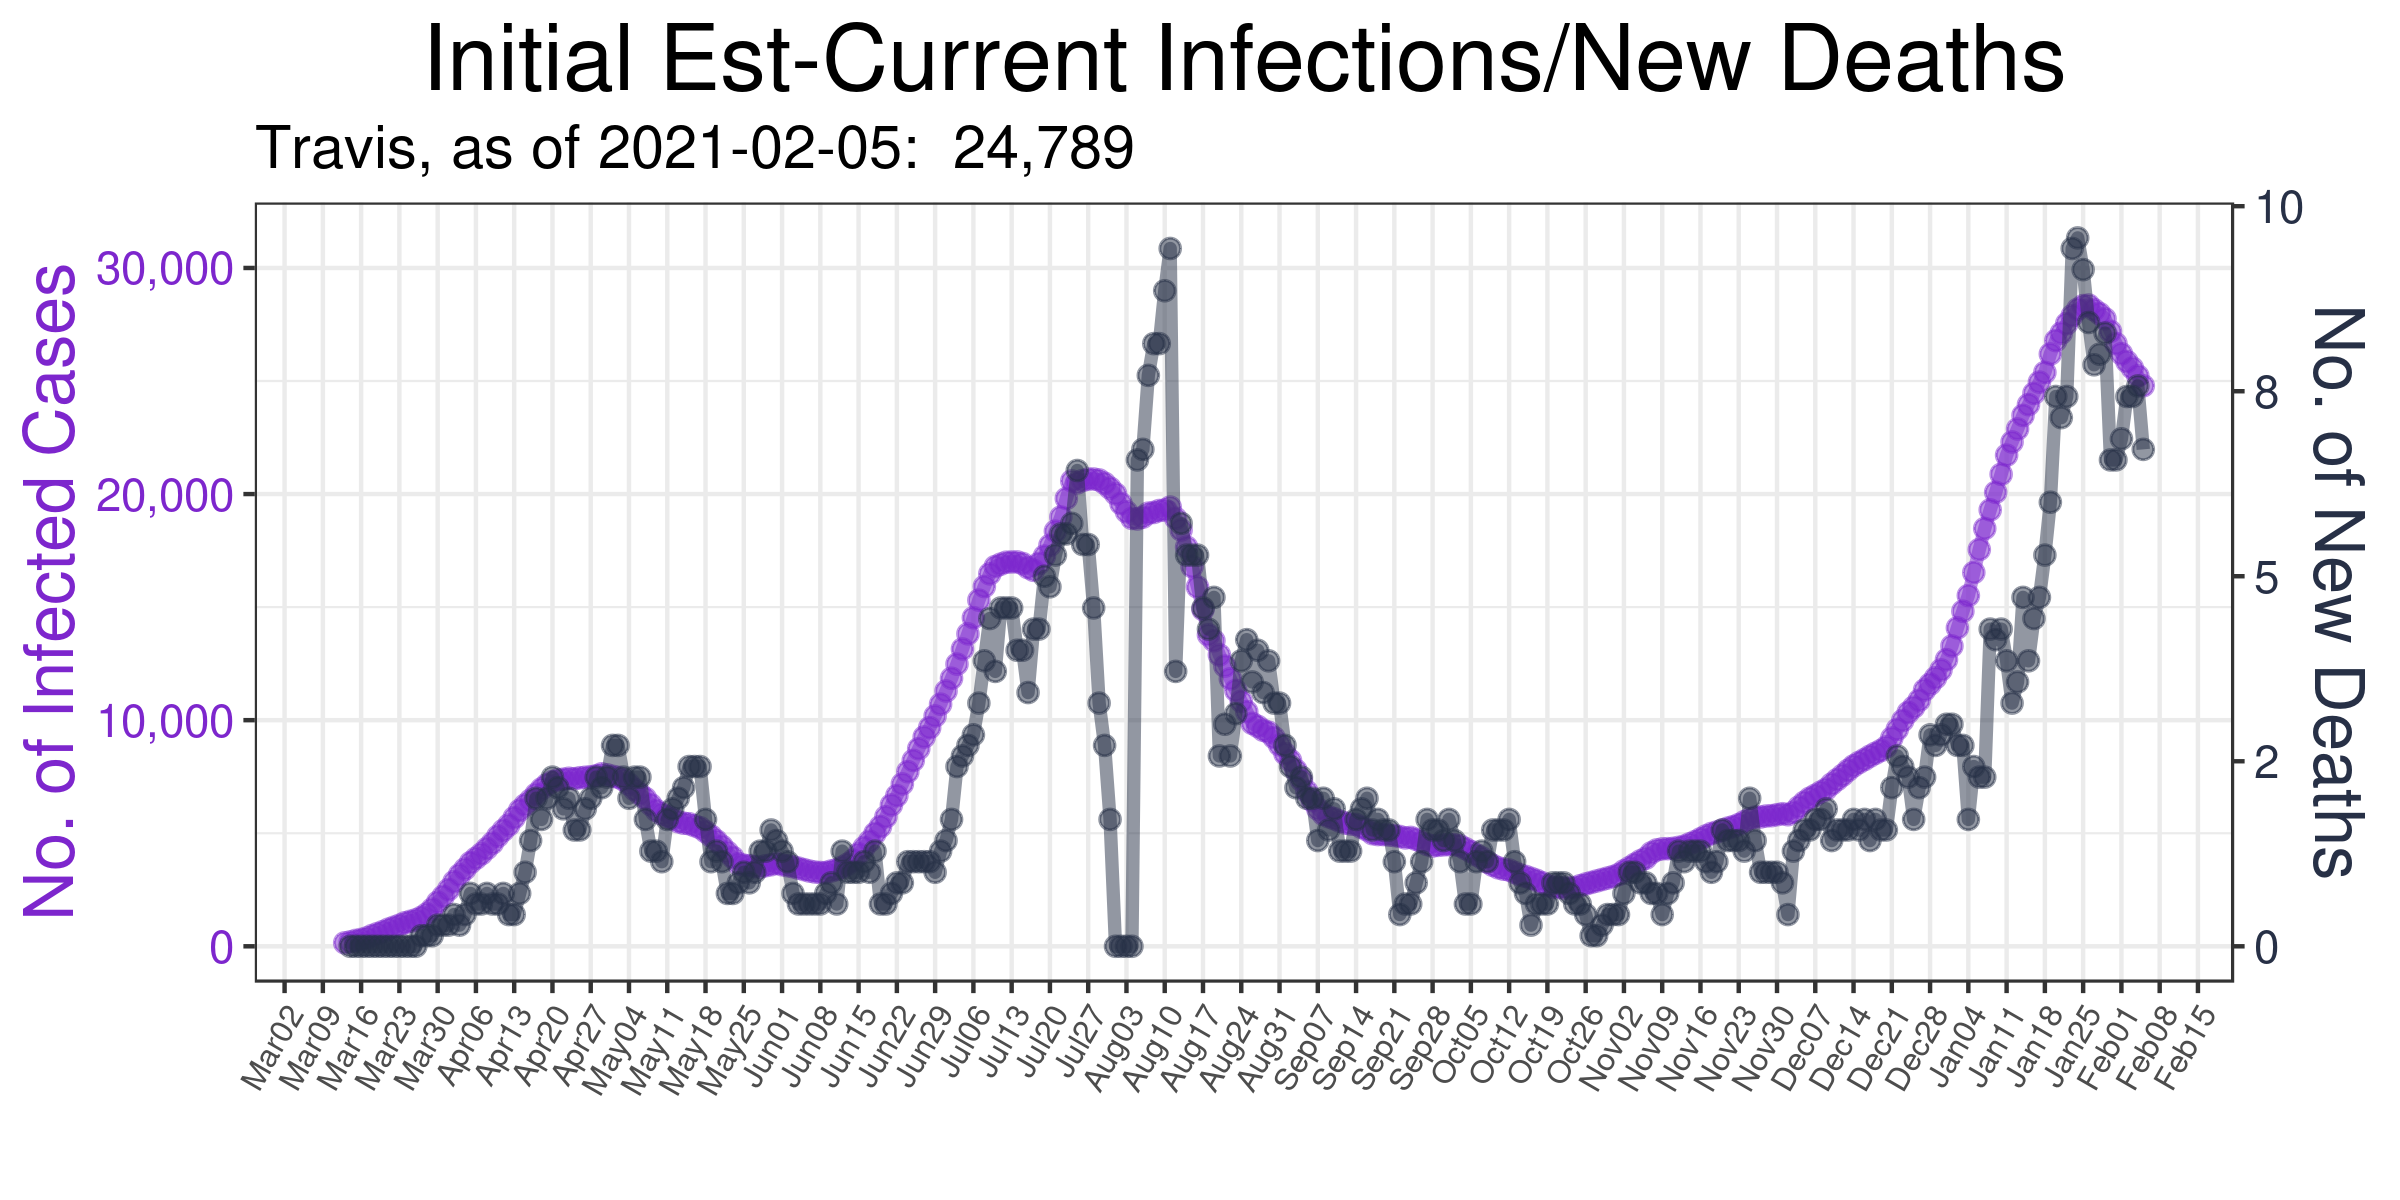 Initial Est-Current Infections/New Deaths
Travis, as of 2021-02-05: 24,789
No. of Infected Cases
30,000
20,000
10,000
0
10
8
5
2
0
No. of New Deaths
Mar02
Mar09
Mar16
Mar23
Mar30
Apr06
Apr13
Apr20
Apr27
May04
May11
May18
May25
Jun01
Jun08
Jun15
Jun22
Jun29
Jul06
Jul13
Jul20
Jul27
Aug03
Aug10
Aug17
Aug24
Aug31
Sep07
Sep14
Sep21
Sep28
Oct05
Oct12
Oct19
Oct26
Nov02
Nov09
Nov16
Nov23
Nov30
Dec07
Dec14
Dec21
Dec28
Jan04
Jan11
Jan18
Jan25
Feb01
Feb08
Feb15